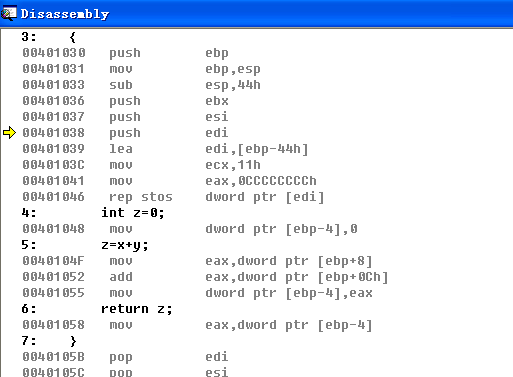 Disassembly
3: {
00401030 push ebp
00401031 mov ebp,esp
00401033 sub esp,44h
00401036 push ebx
00401037 push esi
00401038 push edi
00401039 lea edi,[ebp-44h]
0040103C mov ecx,11h
00401041 mov eax,0CCCCCCCCh
00401046 rep stos dword ptr [edi]
4: int z=0;
00401048 mov dword ptr [ebp-4],0
5: z=x+y;
0040104F mov eax,dword ptr [ebp+8]
00401052 add eax,dword ptr [ebp+0Ch]
00401055 mov dword ptr [ebp-4],eax
6: return z;
00401058 mov eax,dword ptr [ebp-4]
7: }
0040105B pop edi
0040105C pop esi